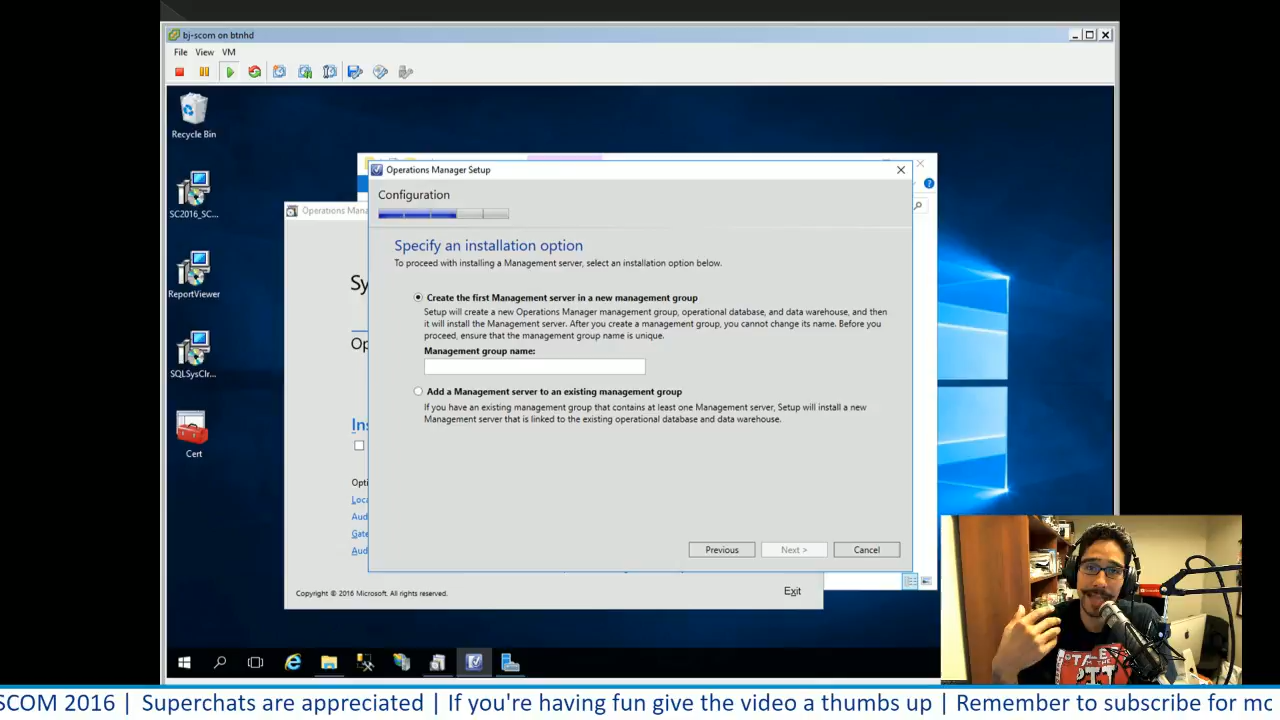 bj-scom on btnhd
File View VM
Recycle Bin
SC2016_SC...
ReportViewer
SQLSysClr...
Cert
Operations Mana
Sy
Op
Ins
Opti
Loca
Aud
Gate
Aud
Copyright © 2016 Microsoft. All rights reserved.
Exit
Operations Manager Setup
Configuration
Specify an installation option
To proceed with installing a Management server, select an installation option below.
Create the first Management server in a new management group
Setup will create a new Operations Manager management group, operational database, and data warehouse, and then
it will install the Management server. After you create a management group, you cannot change its name. Before you
proceed, ensure that the management group name is unique.
Management group name:
Add a Management server to an existing management group
If you have an existing management group that contains at least one Management server, Setup will install a new
Management server that is linked to the existing operational database and data warehouse.
Previous Next > Cancel
SCOM 2016 | Superchats are appreciated | If you're having fun give the video a thumbs up | Remember to subscribe for mo